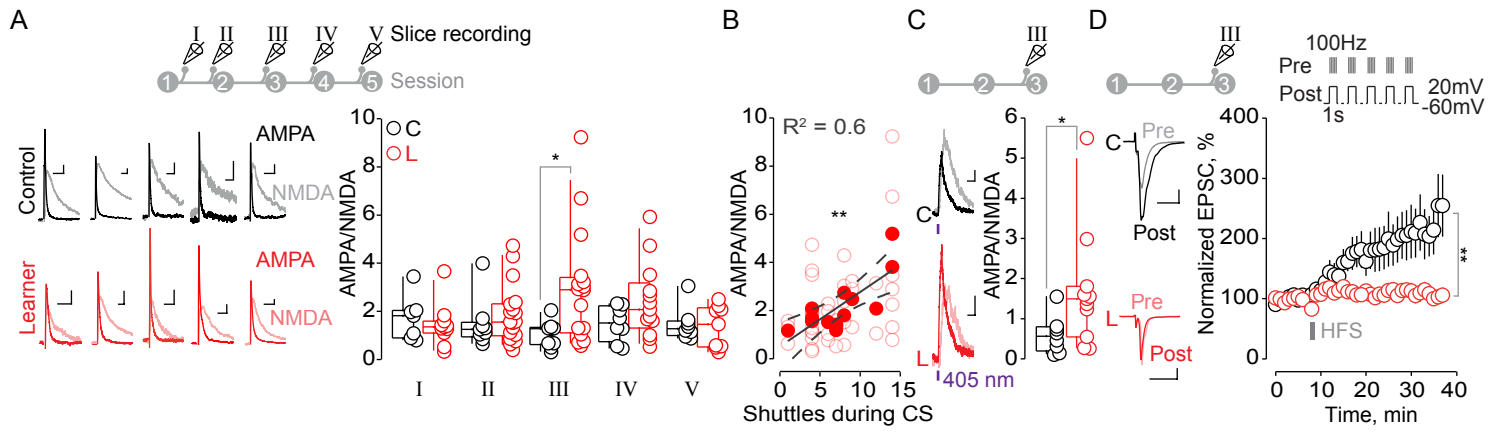 A
I II III IV V Slice recording
1 2 3 4 5 Session
Control
AMPA
NMDA
Learner
AMPA
NMDA
AMPA/NMDA
10
8
6
4
2
0
C
L
*
I II III IV V
B
R² = 0.6
AMPA/NMDA
10
8
6
4
2
0
**
0 5 10 15
Shuttles during CS
C
III
1 2 3
C
L
405 nm
AMPA/NMDA
6
5
4
3
2
1
0
*
D
III
1 2 3
100Hz
Pre
Post
20mV
-60mV
1s
C
Pre
Post
L
Pre
Post
Normalized EPSC, %
400
300
200
100
0
**
HFS
0 10 20 30 40
Time, min